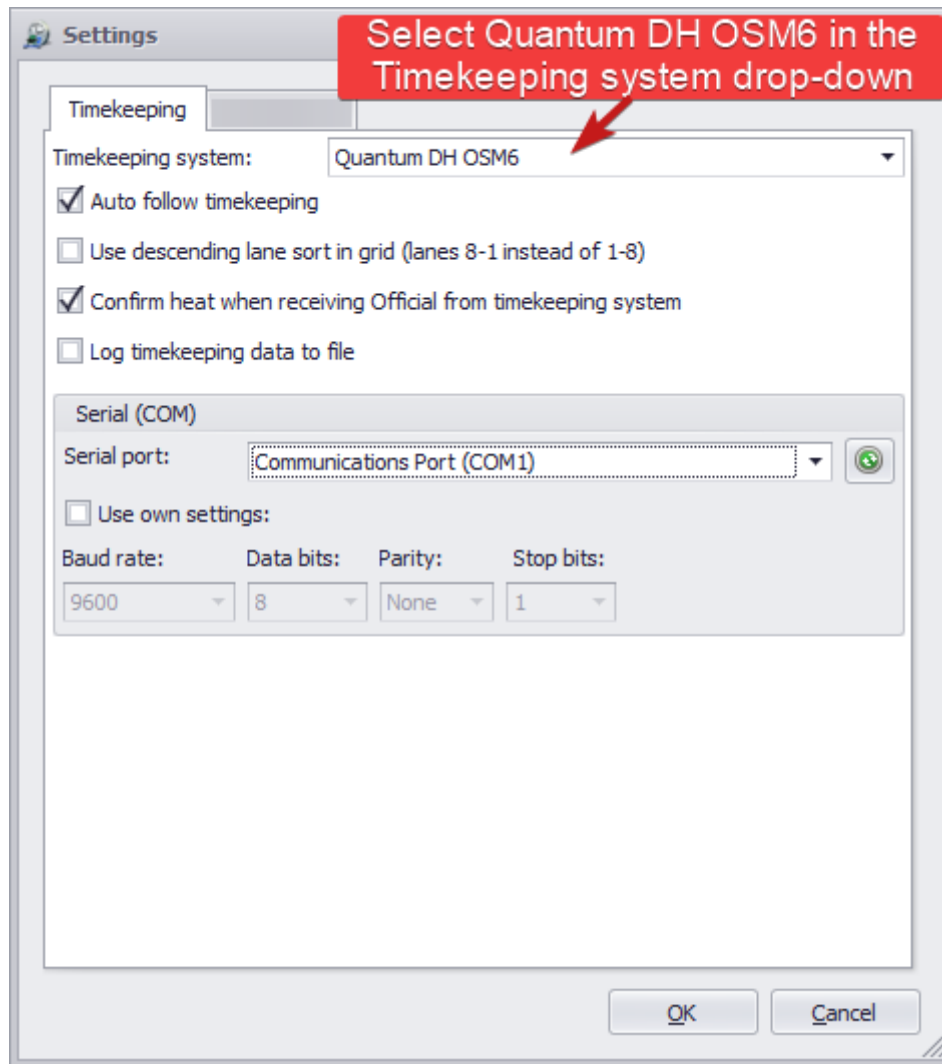 Settings
Select Quantum DH OSM6 in the
Timekeeping system drop-down
Timekeeping
Timekeeping system: Quantum DH OSM6
Auto follow timekeeping
Use descending lane sort in grid (lanes 8-1 instead of 1-8)
Confirm heat when receiving Official from timekeeping system
Log timekeeping data to file
Serial (COM)
Serial port: Communications Port (COM1)
Use own settings:
Baud rate: Data bits: Parity: Stop bits:
9600 8 None 1
OK Cancel